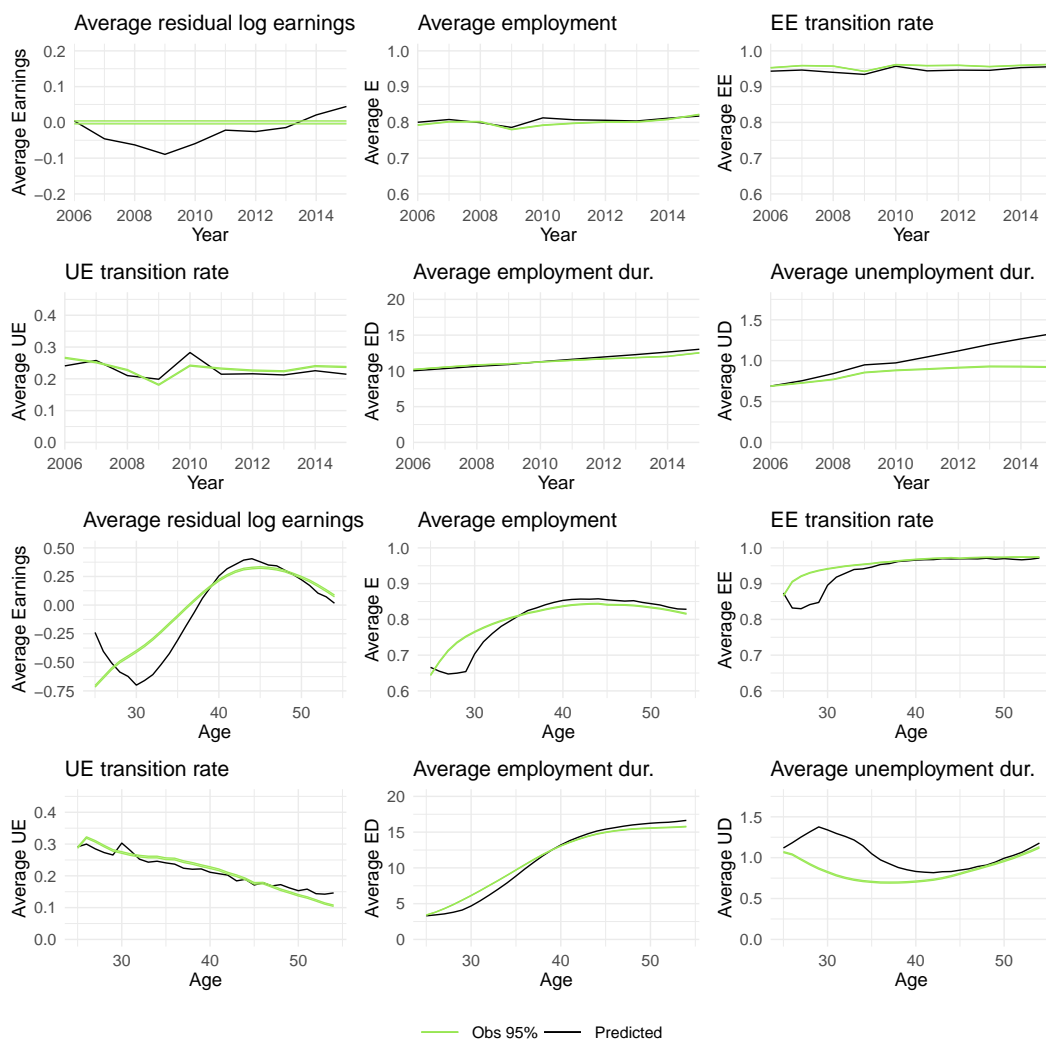 Average residual log earnings
Average employment
EE transition rate
Average Earnings
0.2
0.1
0.0
−0.1
−0.2
2006 2008 2010 2012 2014
Year
Average E
1.0
0.9
0.8
0.7
0.6
2006 2008 2010 2012 2014
Year
Average EE
1.0
0.9
0.8
0.7
0.6
2006 2008 2010 2012 2014
Year
UE transition rate
Average employment dur.
Average unemployment dur.
Average UE
0.4
0.3
0.2
0.1
0.0
2006 2008 2010 2012 2014
Year
Average ED
20
15
10
5
0
2006 2008 2010 2012 2014
Year
Average UD
1.5
1.0
0.5
0.0
2006 2008 2010 2012 2014
Year
Average residual log earnings
Average employment
EE transition rate
Average Earnings
0.50
0.25
0.00
−0.25
−0.50
−0.75
30 40 50
Age
Average E
1.0
0.9
0.8
0.7
0.6
30 40 50
Age
Average EE
1.0
0.9
0.8
0.7
0.6
30 40 50
Age
UE transition rate
Average employment dur.
Average unemployment dur.
Average UE
0.4
0.3
0.2
0.1
0.0
30 40 50
Age
Average ED
20
15
10
5
0
30 40 50
Age
Average UD
1.5
1.0
0.5
0.0
30 40 50
Age
Obs 95% Predicted